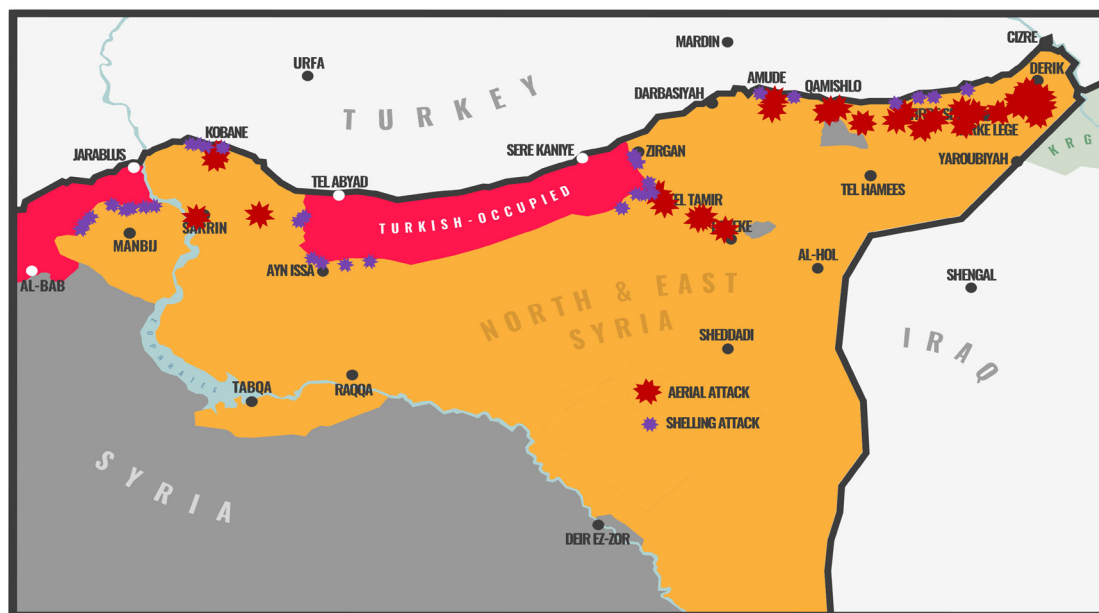 CIZRE
MARDIN
DERIK
URFA
AMUDE
QAMISHLO
TURKEY
DARBASIYAH
KOBANE
SERE KANIYE
ZIRGAN
KRG
JARABLUS
YAROUBIYAH
TEL ABYAD
TEL HAMEES
TURKISH-OCCUPIED
TEL TAMIR
SARRIN
MANBIJ
AYN ISSA
AL-HOL
AL-BAB
SHENGAL
NORTH & EAST
SYRIA
IRAQ
SHEDDADI
EUPHRATES
TABQA
RAQQA
AERIAL ATTACK
SHELLING ATTACK
SYRIA
DEIR EZ-ZOR